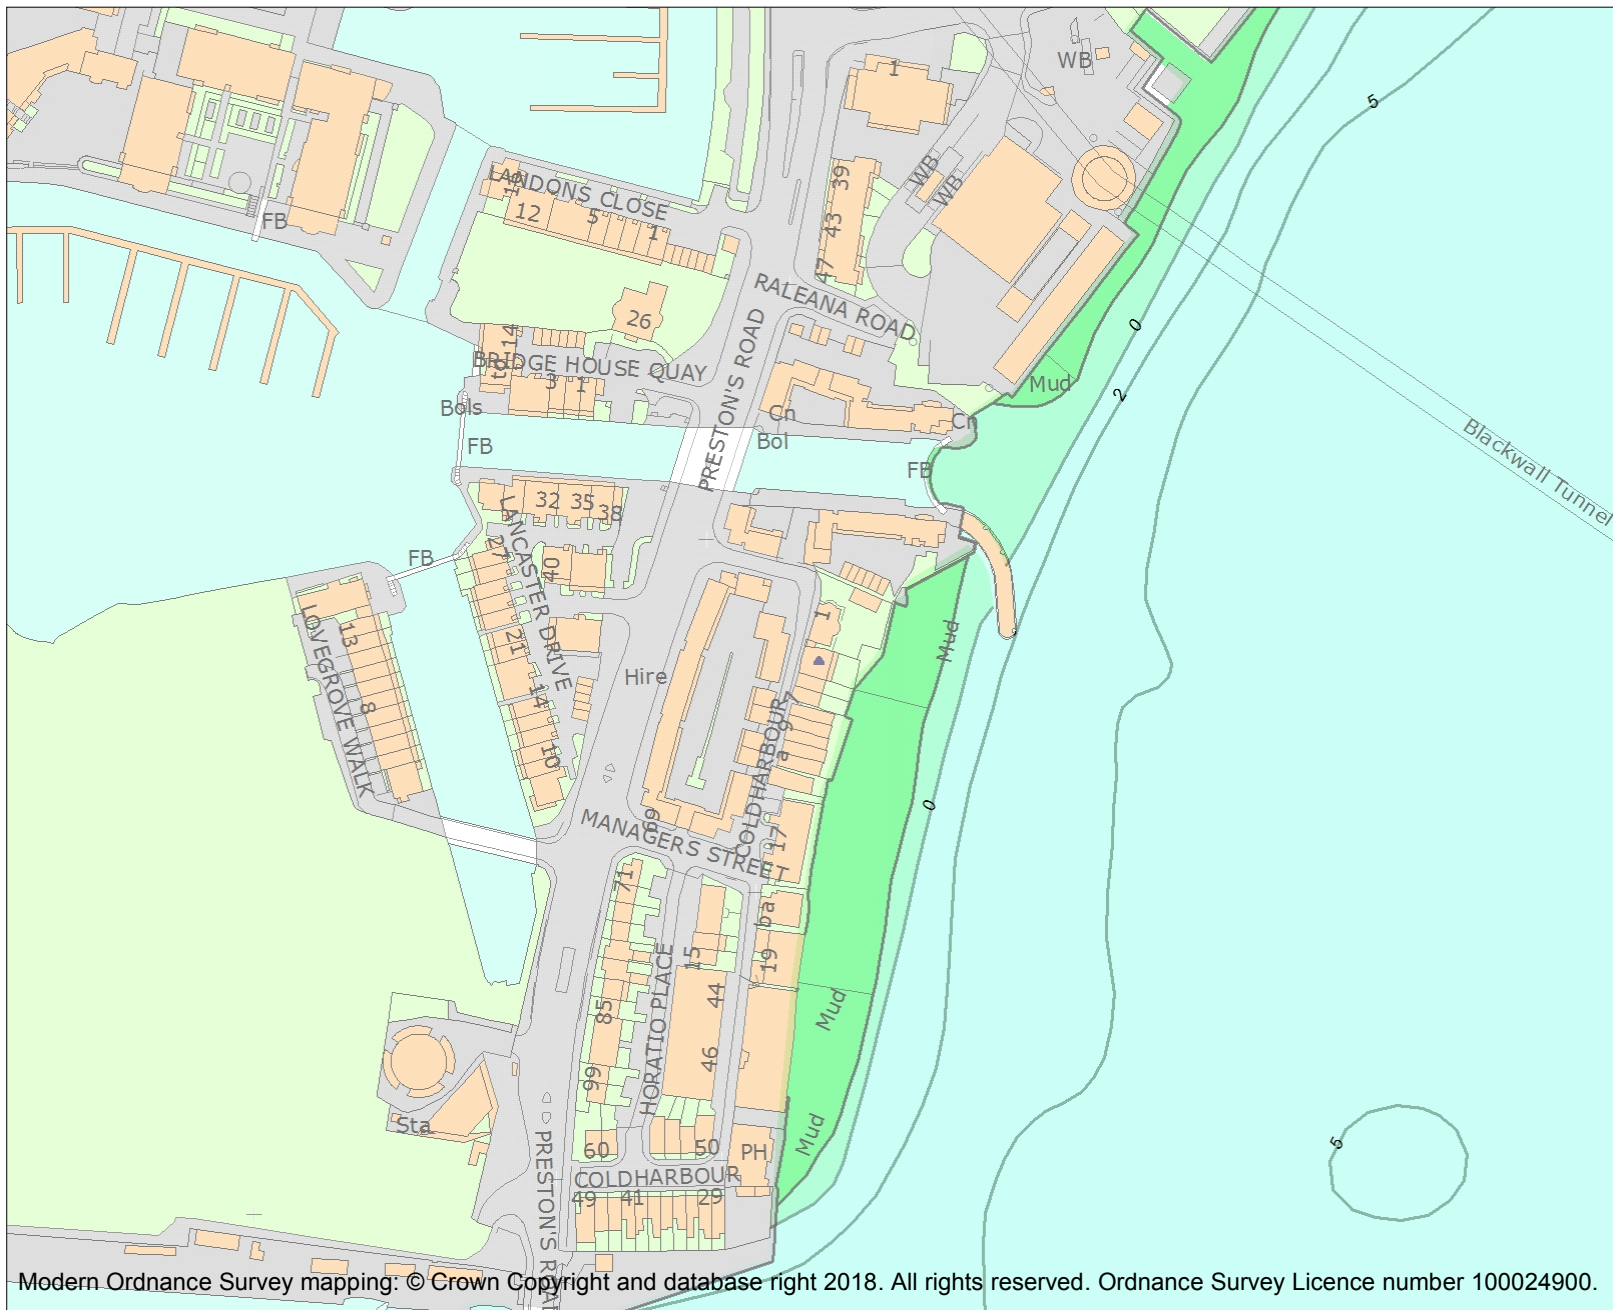 1
WB
5
LANDONS CLOSE
12
5
1
39
WB
WB
43
47
FB
RALEANA ROAD
26
PRESTON'S ROAD
0
to 14
BRIDGE HOUSE QUAY
3
1
Mud
2
Bols
Cn
Cn
FB
Bol
FB
Blackwall Tunnel
32
35
38
LANCASTER DRIVE
27
FB
40
1
LOVEGROVE WALK
13
21
Mud
Hire
14
8
7
9
a
10
COLDHARBOUR
0
69
MANAGERS STREET
17
71
ba
HORATIO PLACE
15
19
44
85
Mud
46
99
Sta
PRESTON'S ROAD
60
50
PH
Mud
5
COLDHARBOUR
49
41
29
Modern Ordnance Survey mapping: © Crown Copyright and database right 2018. All rights reserved. Ordnance Survey Licence number 100024900.